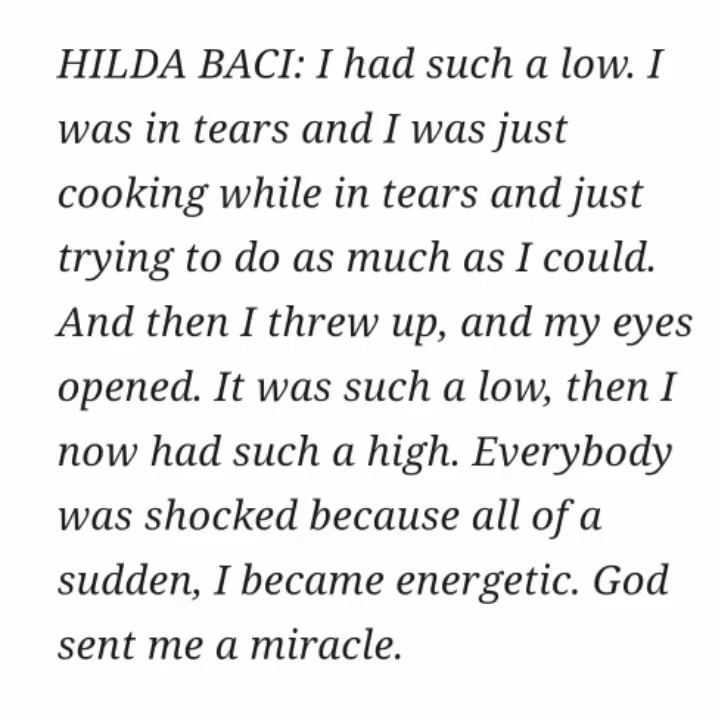 HILDA BACI: I had such a low. I
was in tears and I was just
cooking while in tears and just
trying to do as much as I could.
And then I threw up, and my eyes
opened. It was such a low, then I
now had such a high. Everybody
was shocked because all of a
sudden, I became energetic. God
sent me a miracle.